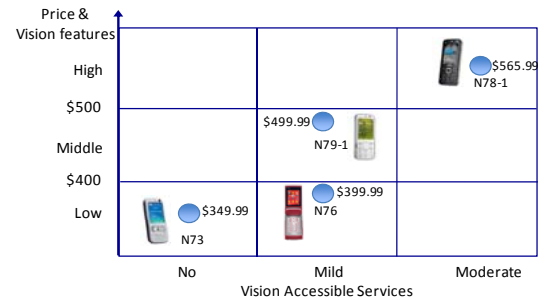 Price &
Vision features
High
$565.99
N78-1
$500
$499.99
Middle
N79-1
$400
$399.99
Low
$349.99
N76
N73
No
Mild
Moderate
Vision Accessible Services